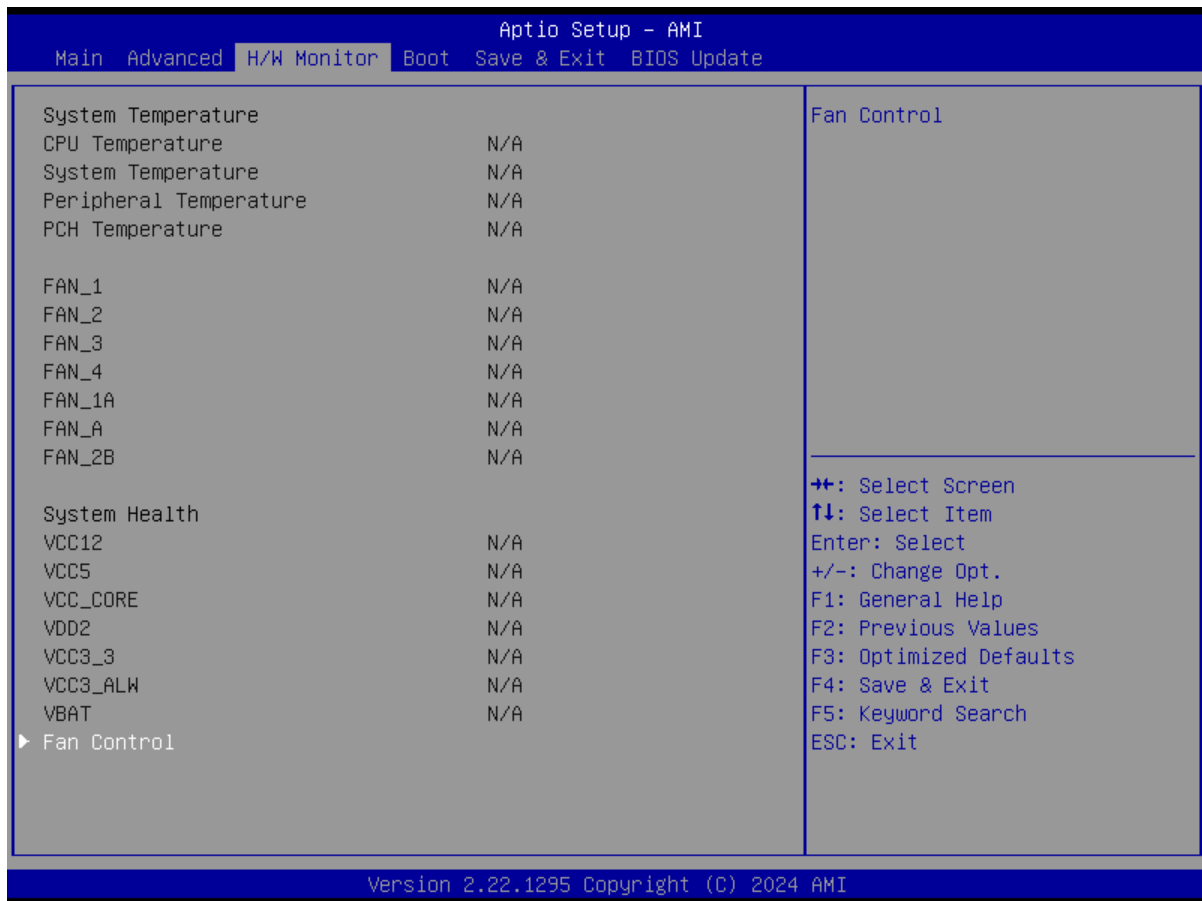 Aptio Setup – AMI
Main Advanced H/W Monitor Boot Save & Exit BIOS Update
System Temperature
CPU Temperature N/A
System Temperature N/A
Peripheral Temperature N/A
PCH Temperature N/A
FAN_1 N/A
FAN_2 N/A
FAN_3 N/A
FAN_4 N/A
FAN_1A N/A
FAN_A N/A
FAN_2B N/A
System Health
VCC12 N/A
VCC5 N/A
VCC_CORE N/A
VDD2 N/A
VCC3_3 N/A
VCC3_ALW N/A
VBAT N/A
► Fan Control
Fan Control
→←: Select Screen
↑↓: Select Item
Enter: Select
+/-: Change Opt.
F1: General Help
F2: Previous Values
F3: Optimized Defaults
F4: Save & Exit
F5: Keyword Search
ESC: Exit
Version 2.22.1295 Copyright (C) 2024 AMI